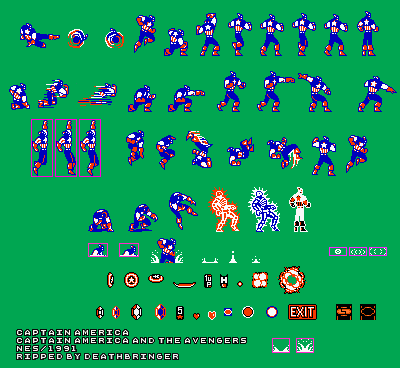 EXIT
CAPTAIN AMERICA
CAPTAIN AMERICA AND THE AVENGERS
NES/1991
RIPPED BY DEATHBRINGER